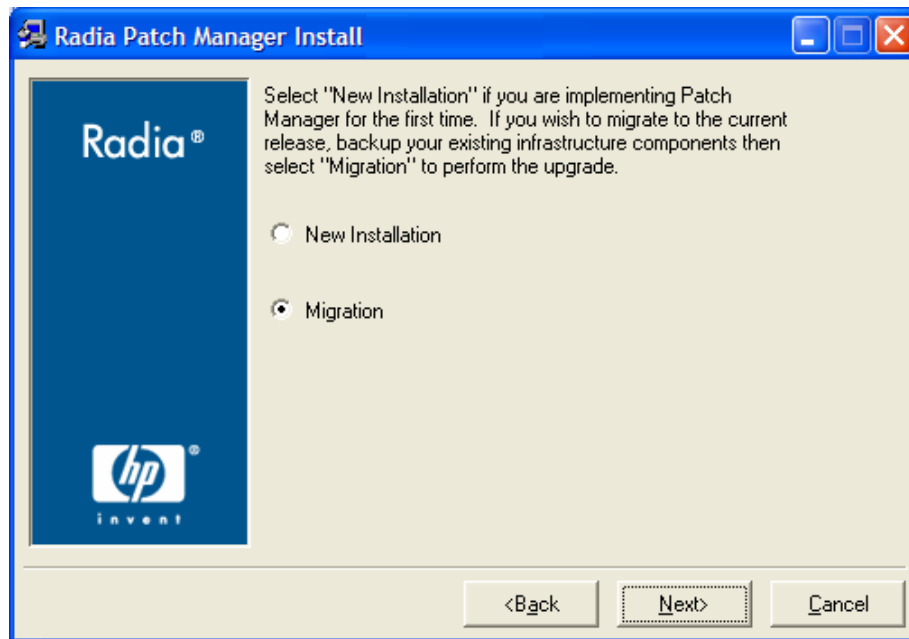 Radia Patch Manager Install
Radia®
Select "New Installation" if you are implementing Patch
Manager for the first time. If you wish to migrate to the current
release, backup your existing infrastructure components then
select "Migration" to perform the upgrade.
New Installation
Migration
hp®
invent
<Back
Next>
Cancel